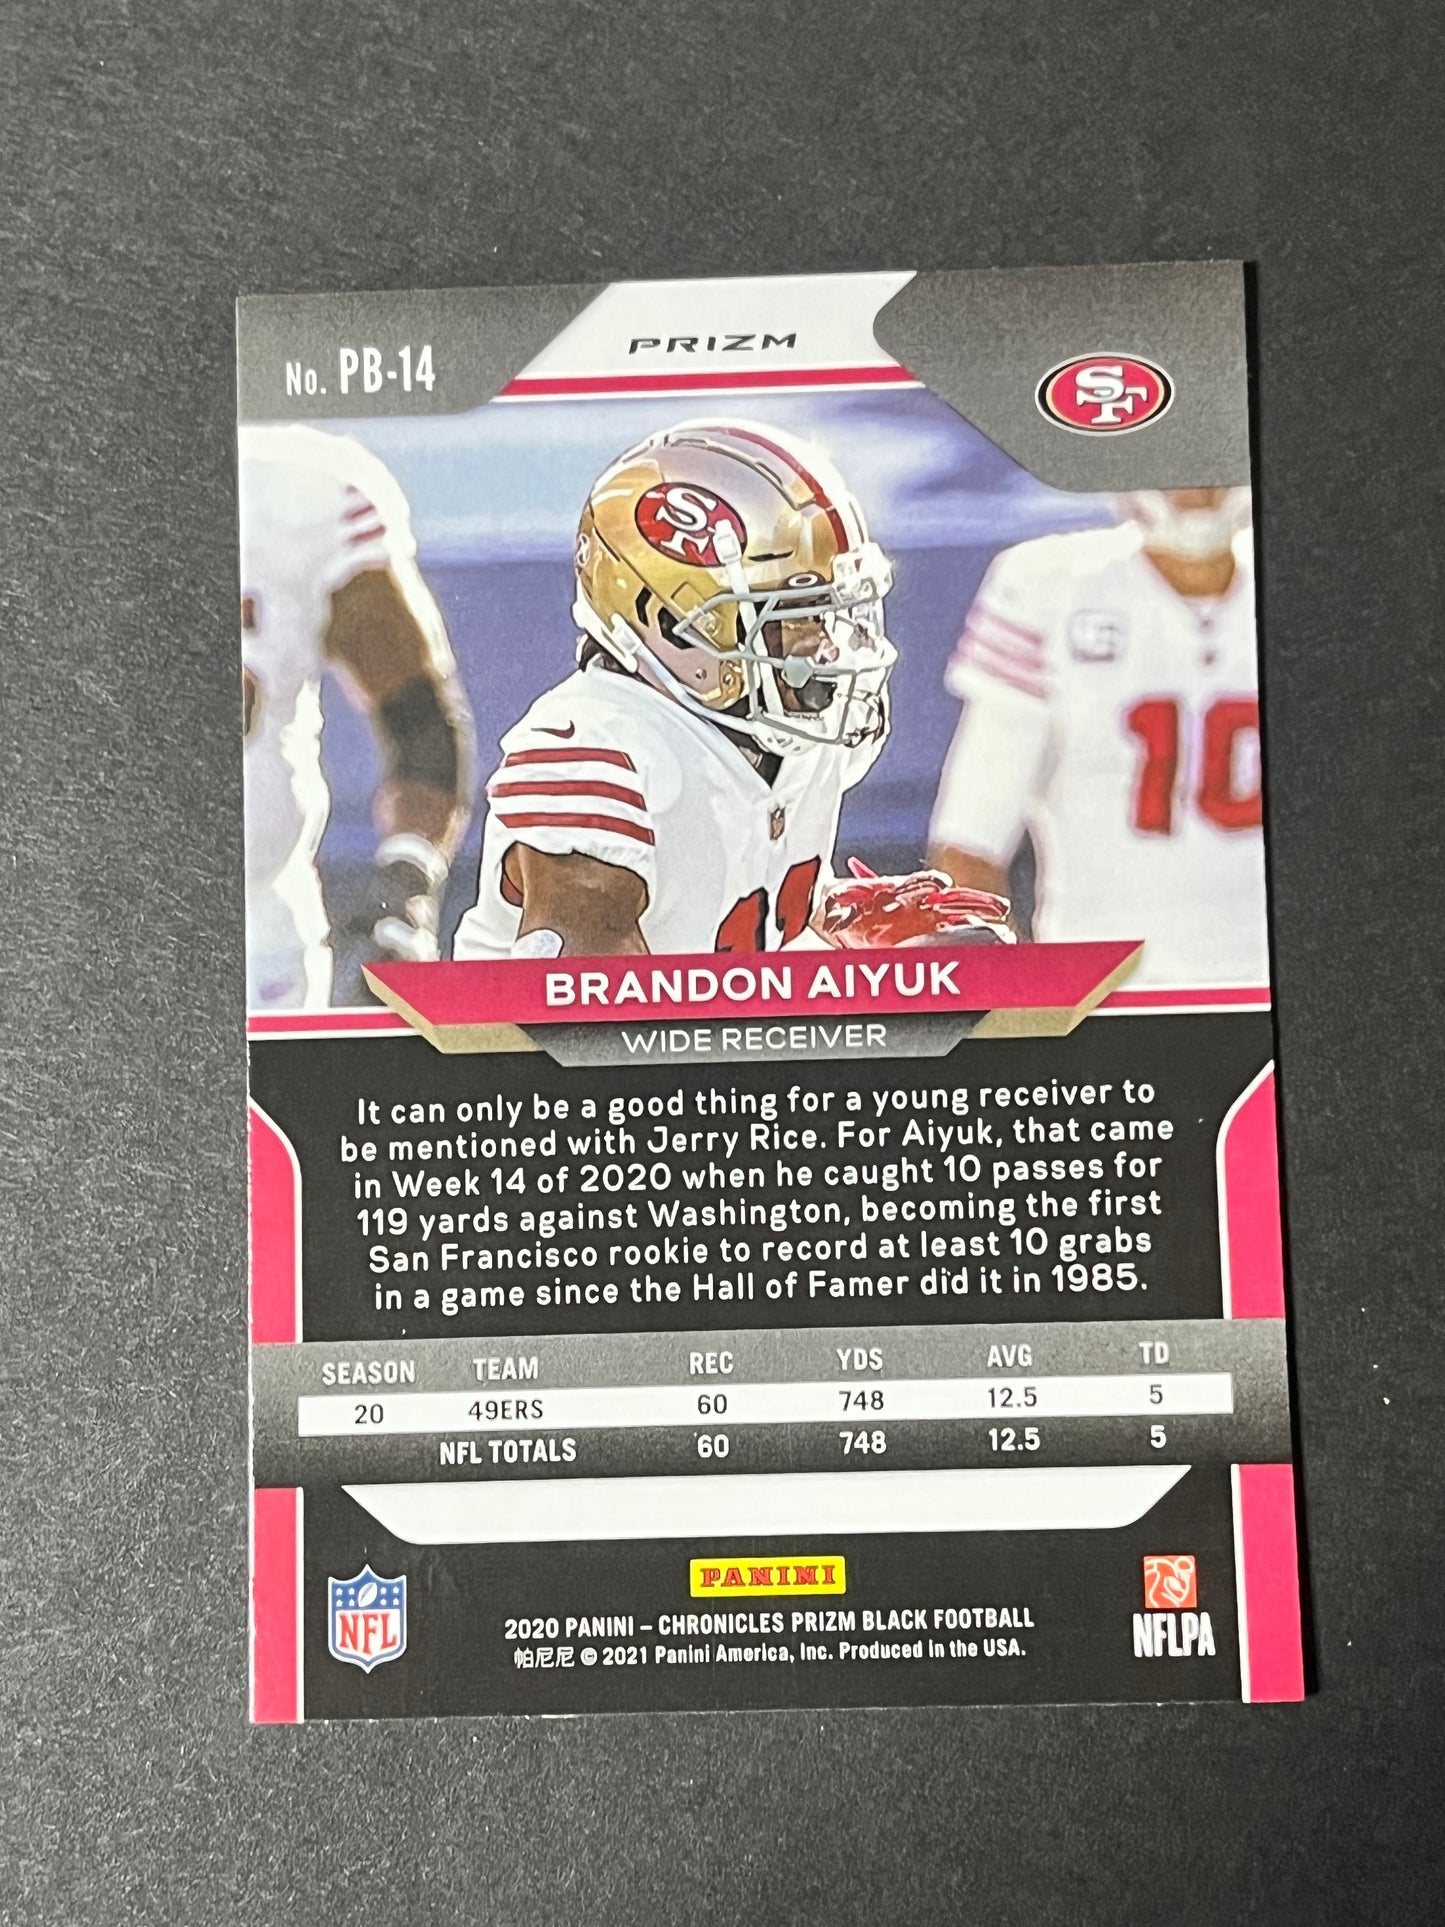 No. PB-14
PRIZM
SF
SF
10
11
BRANDON AIYUK
WIDE RECEIVER
It can only be a good thing for a young receiver to
be mentioned with Jerry Rice. For Aiyuk, that came
in Week 14 of 2020 when he caught 10 passes for
119 yards against Washington, becoming the first
San Francisco rookie to record at least 10 grabs
in a game since the Hall of Famer did it in 1985.
SEASON TEAM REC YDS AVG TD
20 49ERS 60 748 12.5 5
NFL TOTALS 60 748 12.5 5
PANINI
NFL
2020 PANINI – CHRONICLES PRIZM BLACK FOOTBALL
帕尼尼 © 2021 Panini America, Inc. Produced in the USA.
NFLPA